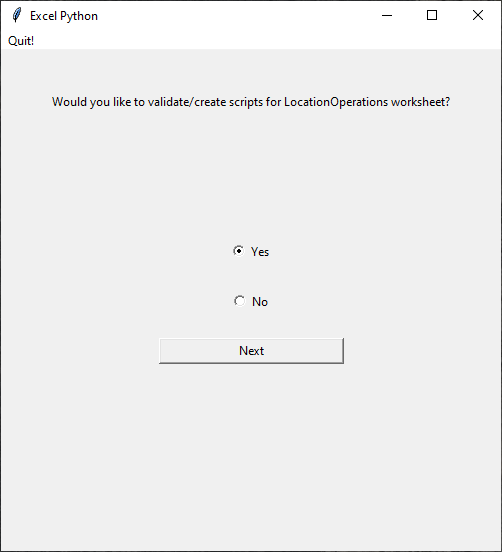 Excel Python
Quit!
Would you like to validate/create scripts for LocationOperations worksheet?
Yes
No
Next